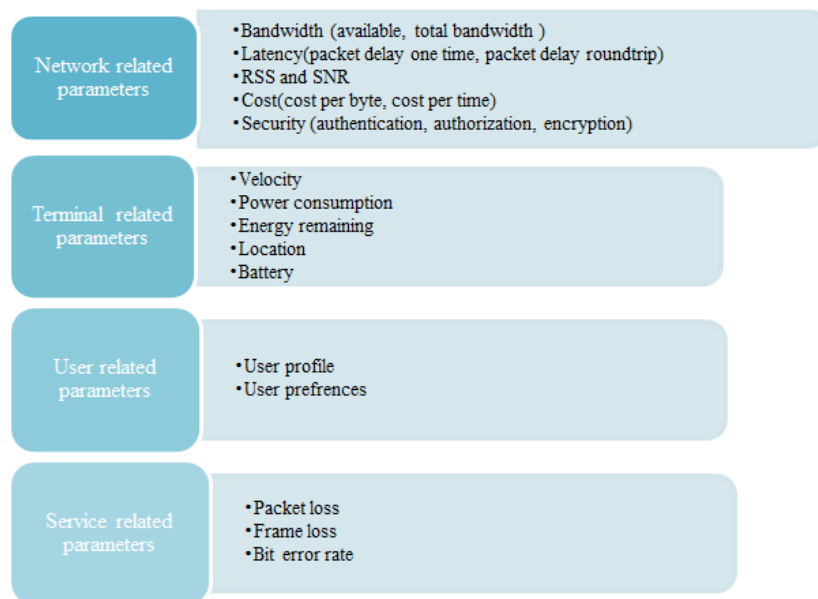 Network related
parameters
•Bandwidth (available, total bandwidth )
•Latency(packet delay one time, packet delay roundtrip)
•RSS and SNR
•Cost(cost per byte, cost per time)
•Security (authentication, authorization, encryption)
Terminal related
parameters
•Velocity
•Power consumption
•Energy remaining
•Location
•Battery
User related
parameters
•User profile
•User prefrences
Service related
parameters
•Packet loss
•Frame loss
•Bit error rate